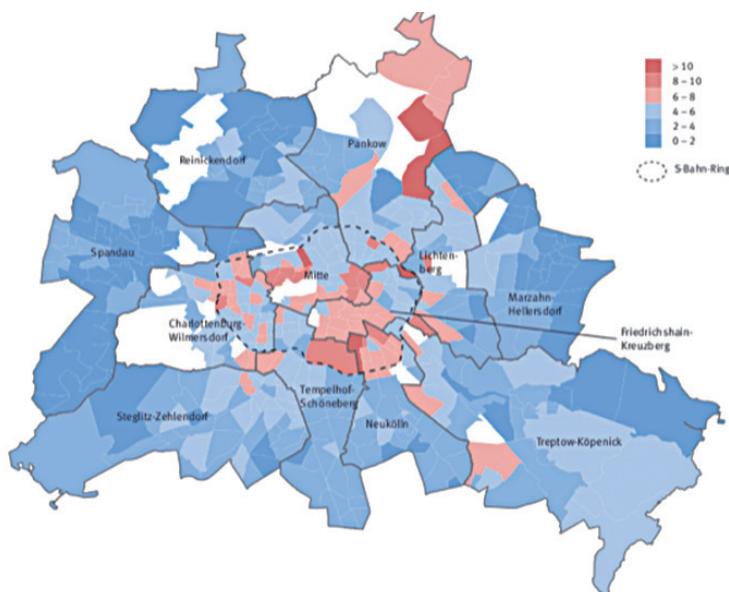 > 10
8 – 10
6 – 8
4 – 6
2 – 4
0 – 2
S-Bahn-Ring
Pankow
Reinickendorf
Spandau
Mitte
Lichten-
berg
Marzahn-
Hellersdorf
Charlottenburg-
Wilmersdorf
Friedrichshain-
Kreuzberg
Tempelhof-
Schöneberg
Steglitz-Zehlendorf
Neukölln
Treptow-Köpenick